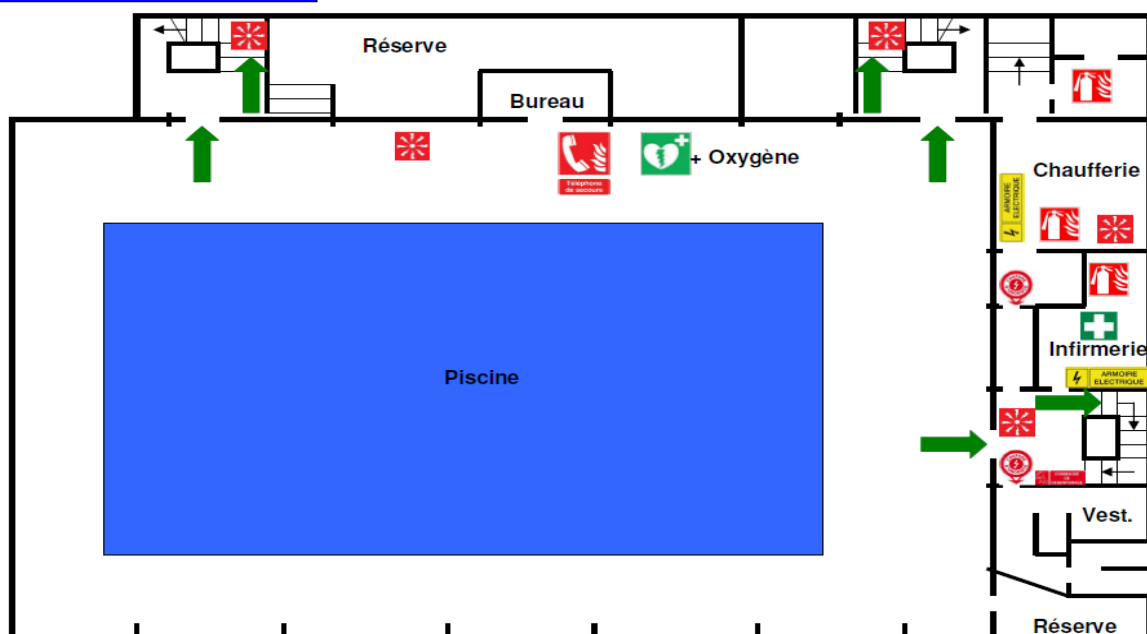 Réserve
Bureau
Téléphone
de secours
+ Oxygène
Chaufferie
ARMOIRE
ELECTRIQUE
Piscine
Infirmerie
ARMOIRE
ELECTRIQUE
Vest.
Réserve